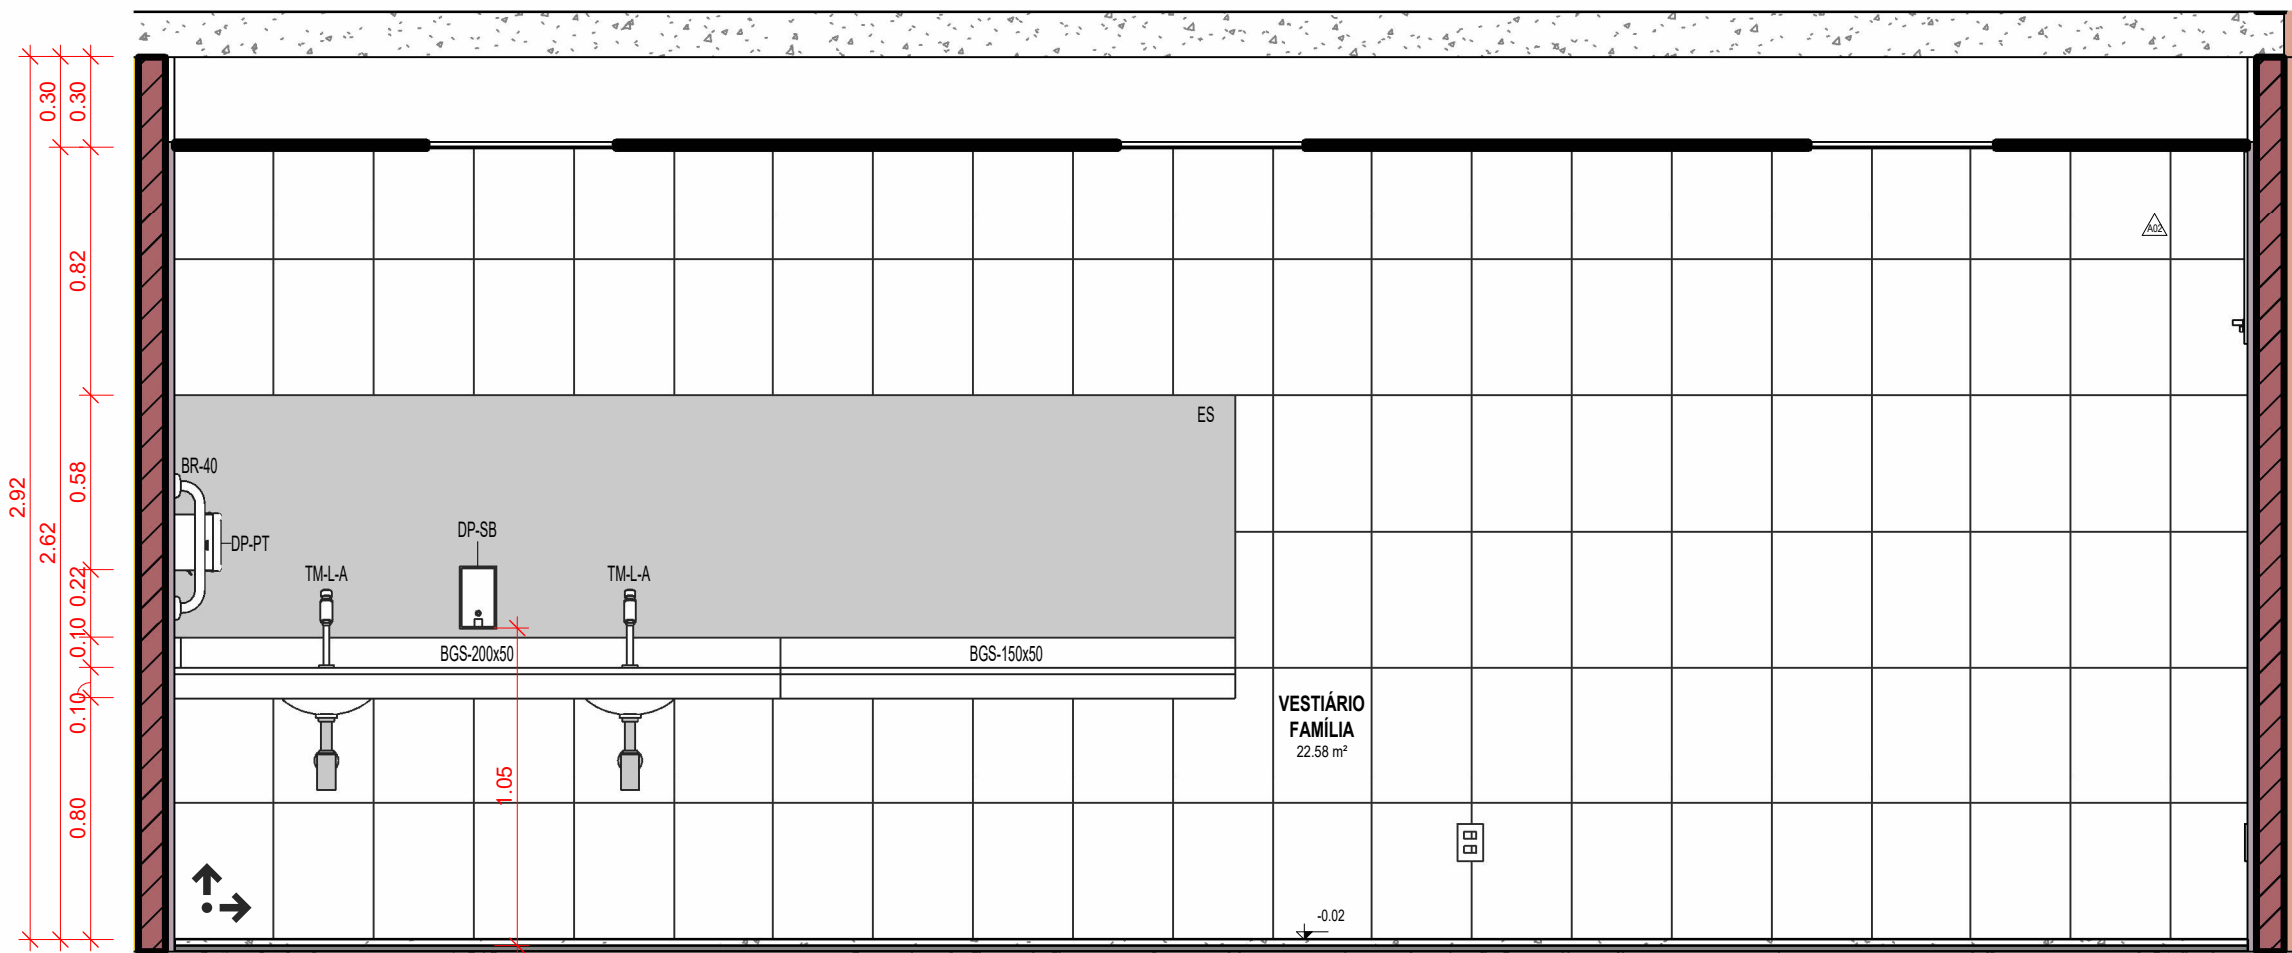 0.30
0.30
A02
0.82
ES
BR-40
2.92
0.58
DP-SB
2.62
DP-PT
TM-L-A
TM-L-A
0.22
0.10
BGS-200x50
BGS-150x50
0.10
VESTIÁRIO
FAMÍLIA
22.58 m²
1.05
0.80
-0.02